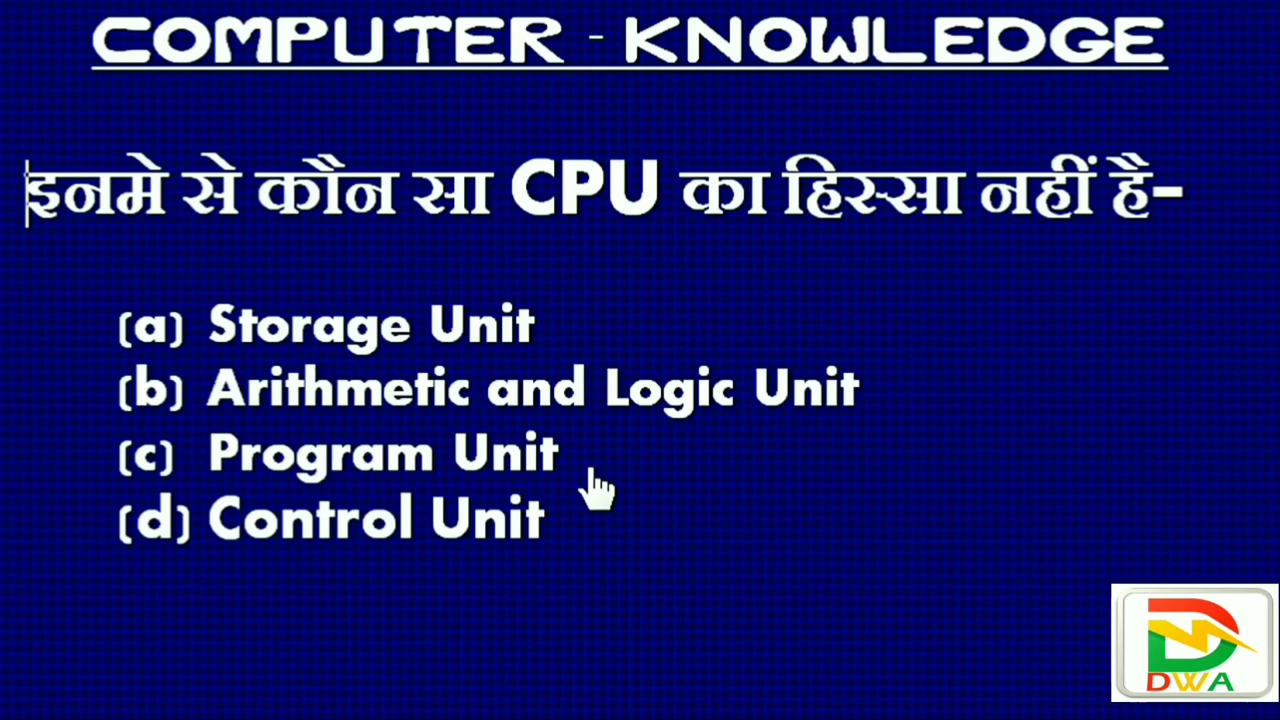 COMPUTER - KNOWLEDGE
इनमे से कौन सा CPU का हिस्सा नहीं है-
(a) Storage Unit
(b) Arithmetic and Logic Unit
(c) Program Unit
(d) Control Unit
DWA